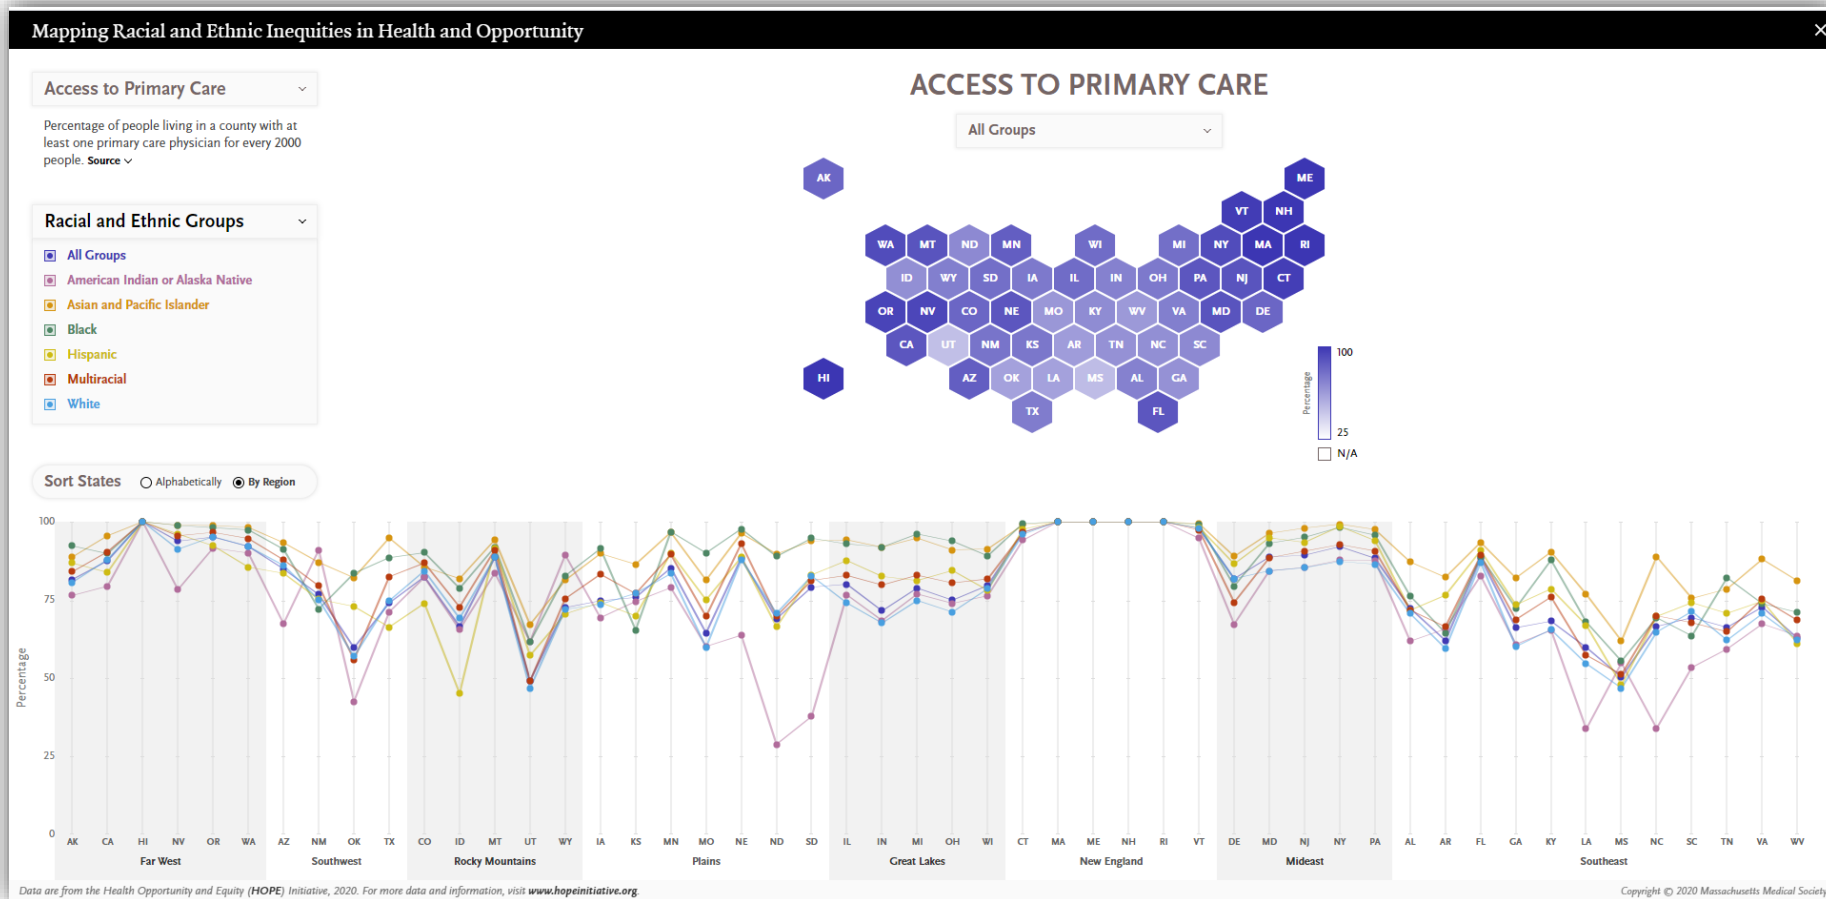 Mapping Racial and Ethnic Inequities in Health and Opportunity
Access to Primary Care
Percentage of people living in a county with at
least one primary care physician for every 2000
people. Source
Racial and Ethnic Groups
All Groups
American Indian or Alaska Native
Asian and Pacific Islander
Black
Hispanic
Multiracial
White
ACCESS TO PRIMARY CARE
All Groups
AK ME
VT NH
WA MT ND MN WI MI NY MA RI
ID WY SD IA IL IN OH PA NJ CT
OR NV CO NE MO KY WV VA MD DE
CA UT NM KS AR TN NC SC
HI AZ OK LA MS AL GA
TX FL
100
Percentage
25
N/A
Sort States Alphabetically By Region
100
75
50
25
0
Percentage
AK CA HI NV OR WA AZ NM OK TX CO ID MT UT WY IA KS MN MO NE ND SD IL IN MI OH WI CT MA ME NH RI VT DE MD NJ NY PA AL AR FL GA KY LA MS NC SC TN VA WV
Far West Southwest Rocky Mountains Plains Great Lakes New England Mideast Southeast
Data are from the Health Opportunity and Equity (HOPE) Initiative, 2020. For more data and information, visit www.hopeinitiative.org.
Copyright © 2020 Massachusetts Medical Society